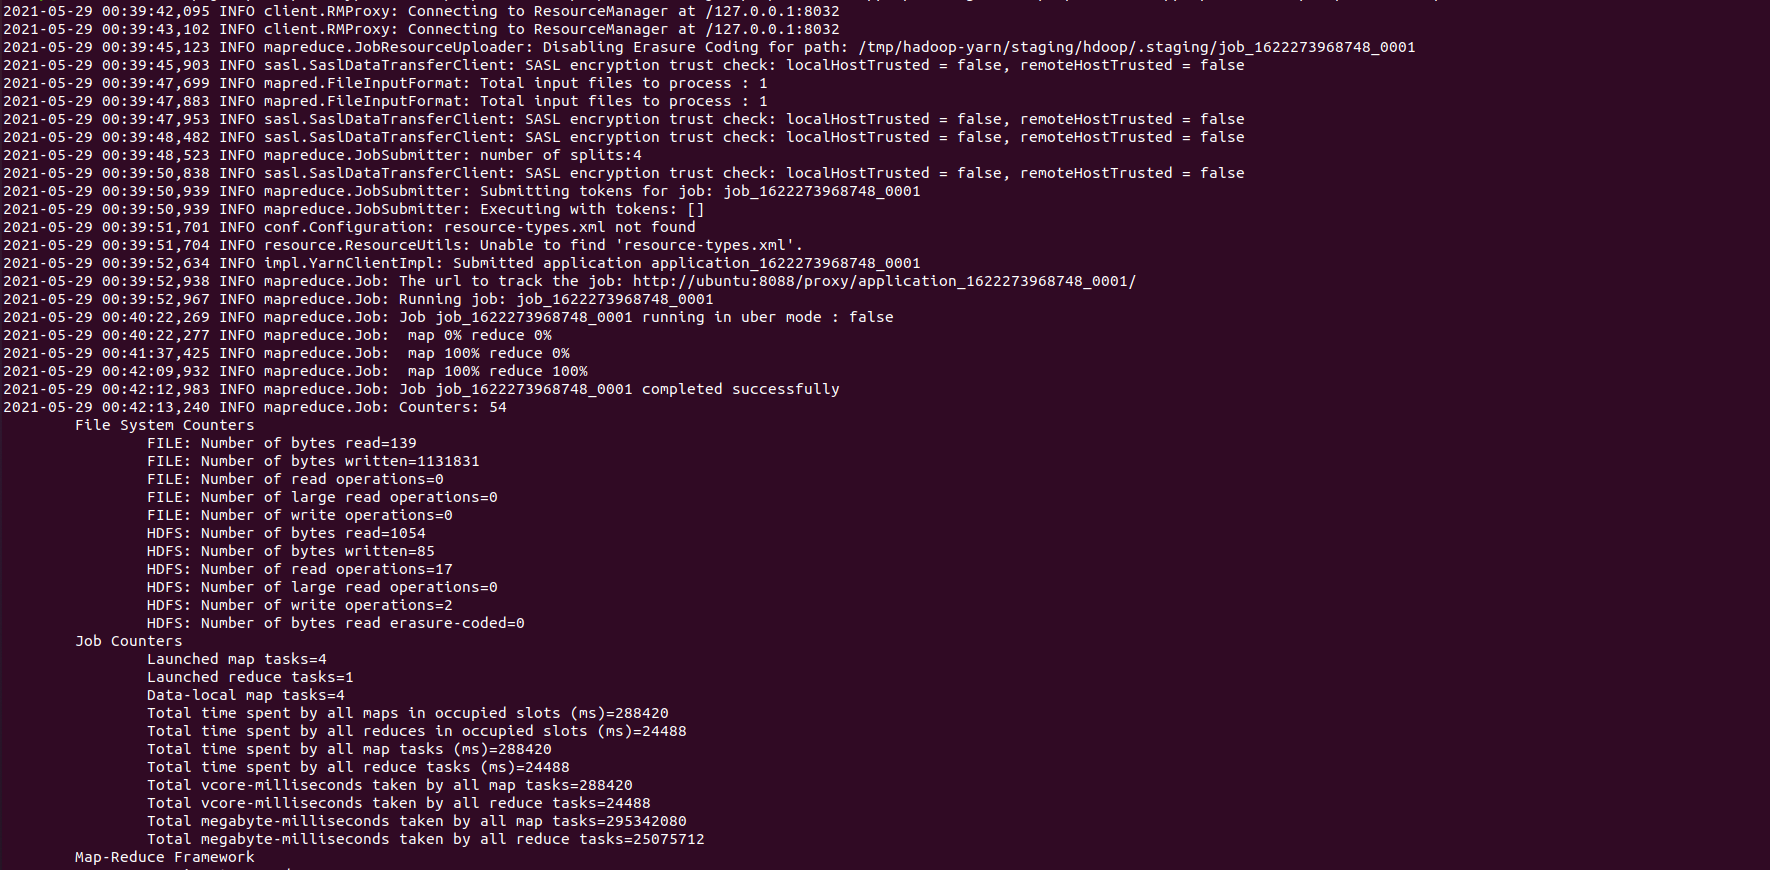 2021-05-29 00:39:42,095 INFO client.RMProxy: Connecting to ResourceManager at /127.0.0.1:8032
2021-05-29 00:39:43,102 INFO client.RMProxy: Connecting to ResourceManager at /127.0.0.1:8032
2021-05-29 00:39:45,123 INFO mapreduce.JobResourceUploader: Disabling Erasure Coding for path: /tmp/hadoop-yarn/staging/hdoop/.staging/job_1622273968748_0001
2021-05-29 00:39:45,903 INFO sasl.SaslDataTransferClient: SASL encryption trust check: localHostTrusted = false, remoteHostTrusted = false
2021-05-29 00:39:47,699 INFO mapred.FileInputFormat: Total input files to process : 1
2021-05-29 00:39:47,883 INFO mapred.FileInputFormat: Total input files to process : 1
2021-05-29 00:39:47,953 INFO sasl.SaslDataTransferClient: SASL encryption trust check: localHostTrusted = false, remoteHostTrusted = false
2021-05-29 00:39:48,482 INFO sasl.SaslDataTransferClient: SASL encryption trust check: localHostTrusted = false, remoteHostTrusted = false
2021-05-29 00:39:48,523 INFO mapreduce.JobSubmitter: number of splits:4
2021-05-29 00:39:50,838 INFO sasl.SaslDataTransferClient: SASL encryption trust check: localHostTrusted = false, remoteHostTrusted = false
2021-05-29 00:39:50,939 INFO mapreduce.JobSubmitter: Submitting tokens for job: job_1622273968748_0001
2021-05-29 00:39:50,939 INFO mapreduce.JobSubmitter: Executing with tokens: []
2021-05-29 00:39:51,701 INFO conf.Configuration: resource-types.xml not found
2021-05-29 00:39:51,704 INFO resource.ResourceUtils: Unable to find 'resource-types.xml'.
2021-05-29 00:39:52,634 INFO impl.YarnClientImpl: Submitted application application_1622273968748_0001
2021-05-29 00:39:52,938 INFO mapreduce.Job: The url to track the job: http://ubuntu:8088/proxy/application_1622273968748_0001/
2021-05-29 00:39:52,967 INFO mapreduce.Job: Running job: job_1622273968748_0001
2021-05-29 00:40:22,269 INFO mapreduce.Job: Job job_1622273968748_0001 running in uber mode : false
2021-05-29 00:40:22,277 INFO mapreduce.Job:  map 0% reduce 0%
2021-05-29 00:41:37,425 INFO mapreduce.Job:  map 100% reduce 0%
2021-05-29 00:42:09,932 INFO mapreduce.Job:  map 100% reduce 100%
2021-05-29 00:42:12,983 INFO mapreduce.Job: Job job_1622273968748_0001 completed successfully
2021-05-29 00:42:13,240 INFO mapreduce.Job: Counters: 54
File System Counters
FILE: Number of bytes read=139
FILE: Number of bytes written=1131831
FILE: Number of read operations=0
FILE: Number of large read operations=0
FILE: Number of write operations=0
HDFS: Number of bytes read=1054
HDFS: Number of bytes written=85
HDFS: Number of read operations=17
HDFS: Number of large read operations=0
HDFS: Number of write operations=2
HDFS: Number of bytes read erasure-coded=0
Job Counters
Launched map tasks=4
Launched reduce tasks=1
Data-local map tasks=4
Total time spent by all maps in occupied slots (ms)=288420
Total time spent by all reduces in occupied slots (ms)=24488
Total time spent by all map tasks (ms)=288420
Total time spent by all reduce tasks (ms)=24488
Total vcore-milliseconds taken by all map tasks=288420
Total vcore-milliseconds taken by all reduce tasks=24488
Total megabyte-milliseconds taken by all map tasks=295342080
Total megabyte-milliseconds taken by all reduce tasks=25075712
Map-Reduce Framework